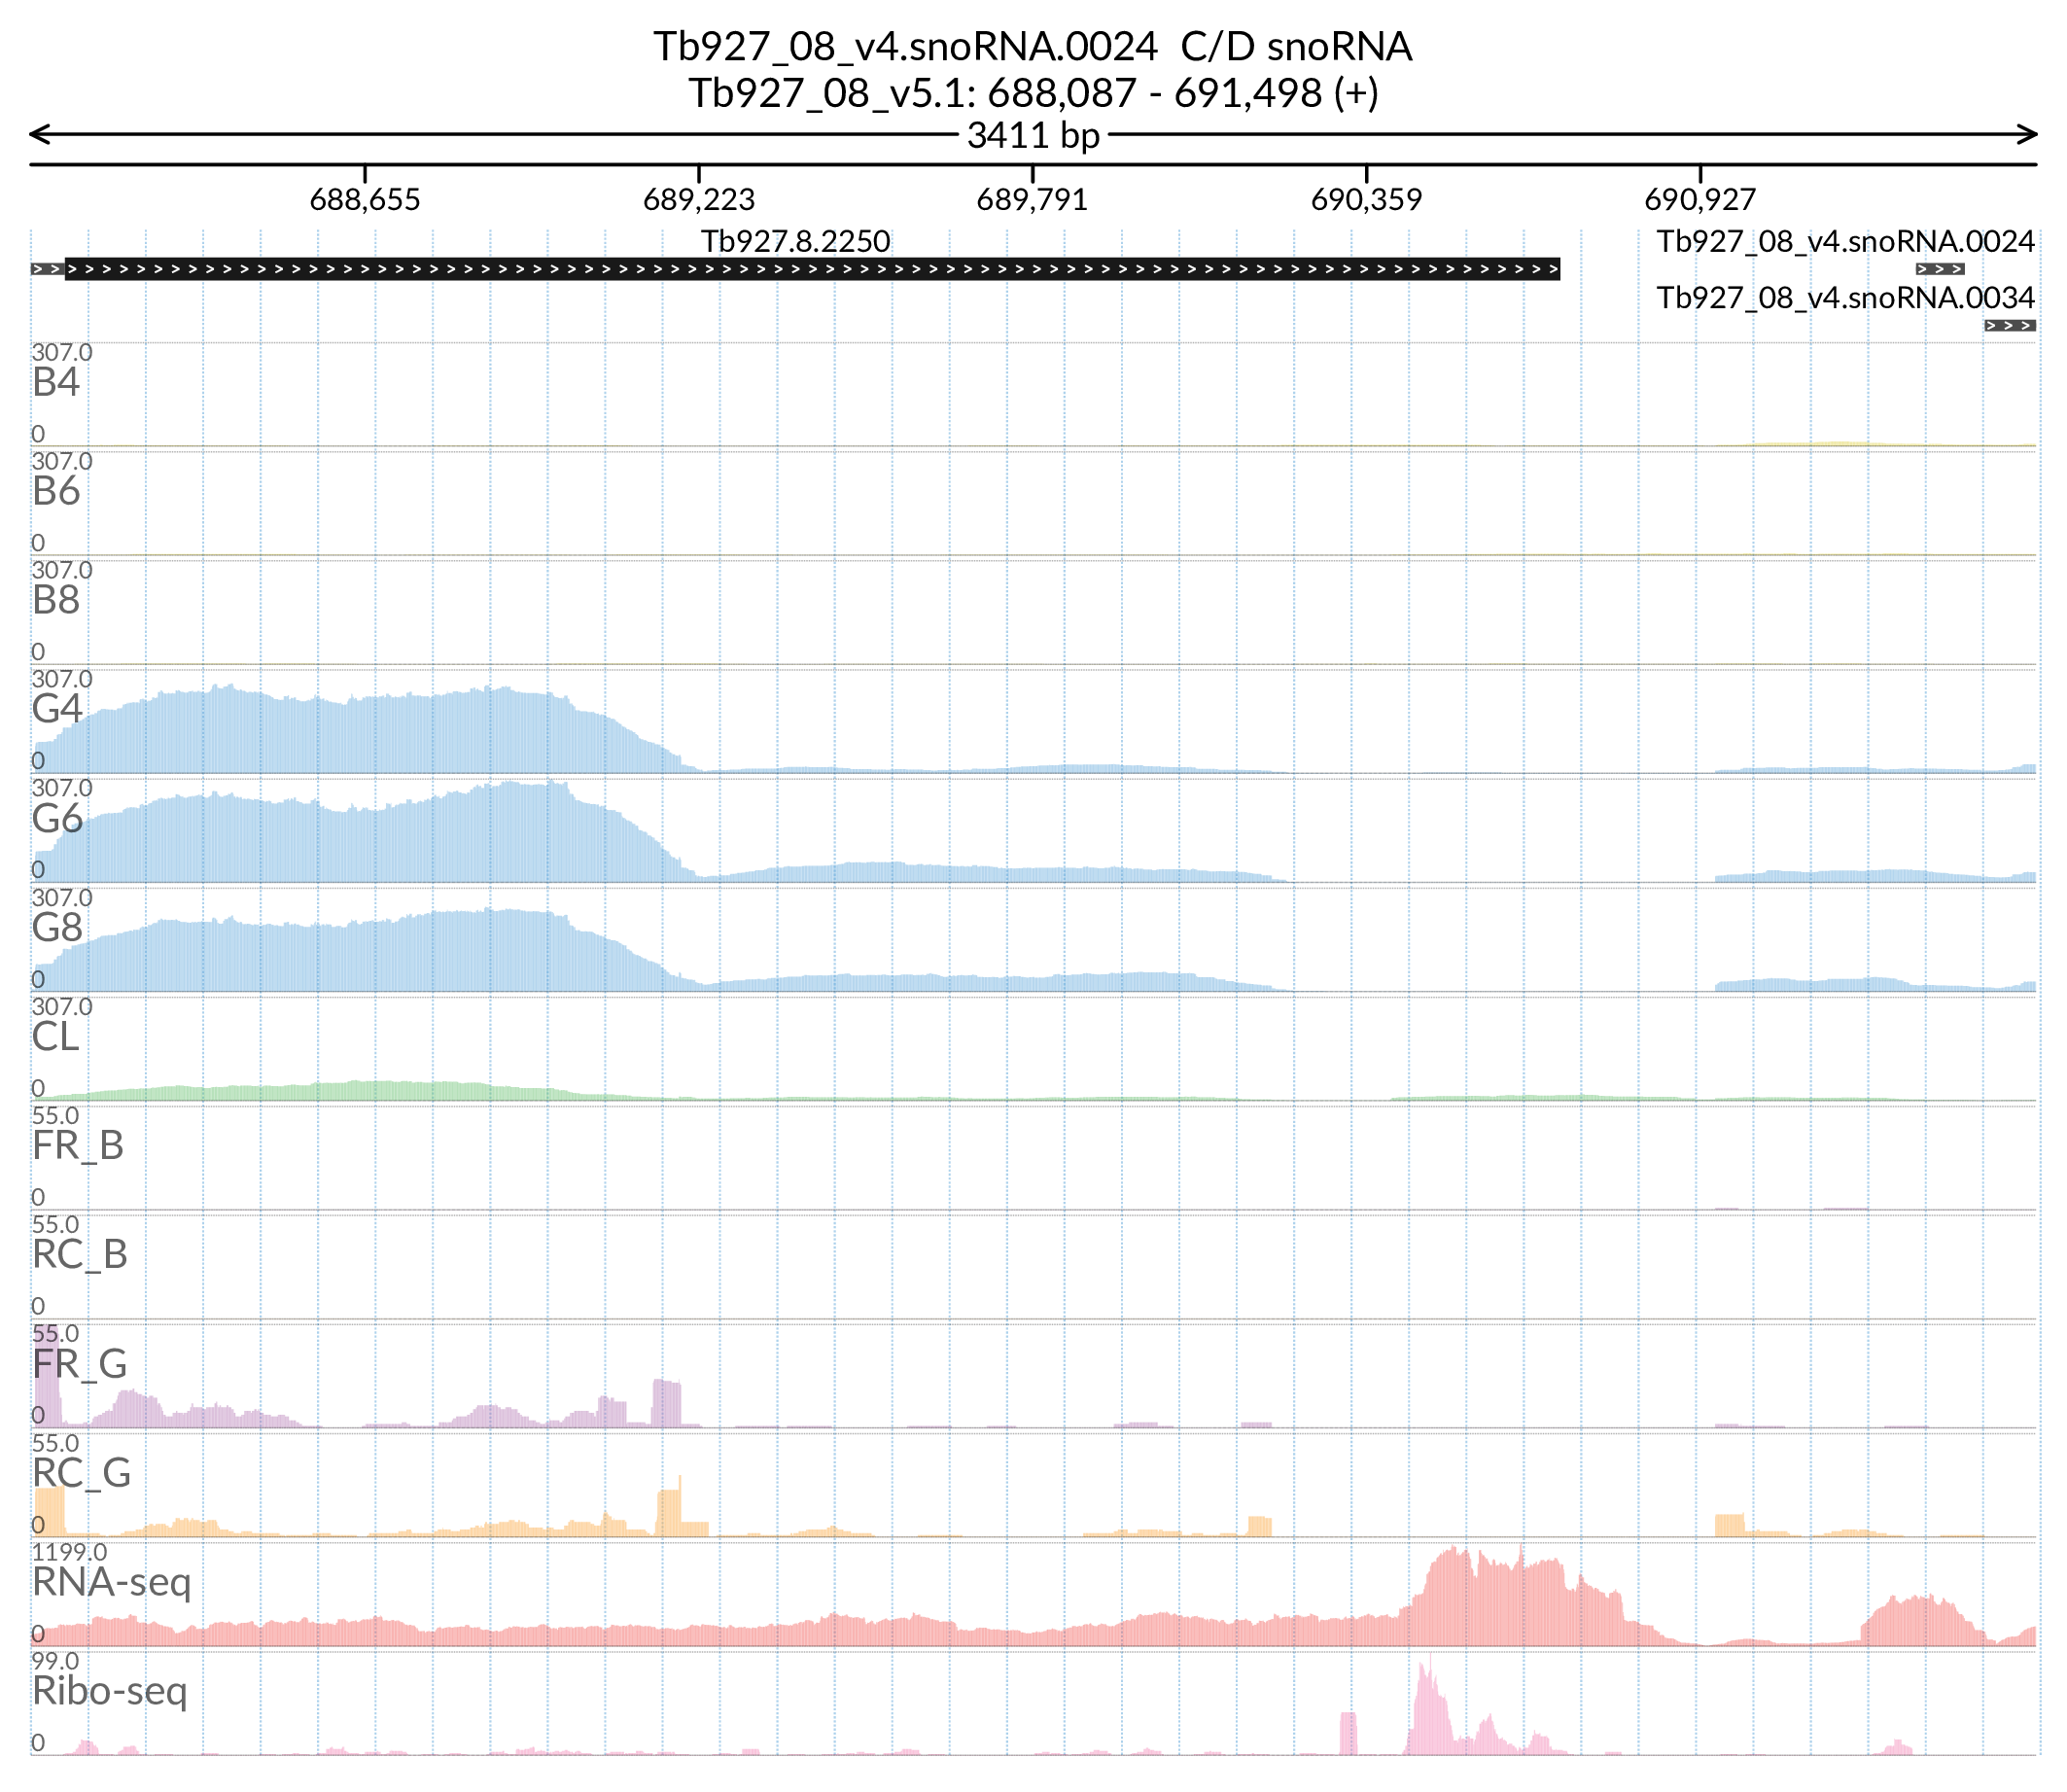 Tb927_08_v4.snoRNA.0024  C/D snoRNA
Tb927_08_v5.1: 688,087 - 691,498 (+)
3411 bp
688,655 689,223 689,791 690,359 690,927
Tb927.8.2250 Tb927_08_v4.snoRNA.0024
Tb927_08_v4.snoRNA.0034
307.0
B4
0
307.0
B6
0
307.0
B8
0
307.0
G4
0
307.0
G6
0
307.0
G8
0
307.0
CL
0
55.0
FR_B
0
55.0
RC_B
0
55.0
FR_G
0
55.0
RC_G
0
1199.0
RNA-seq
0
99.0
Ribo-seq
0